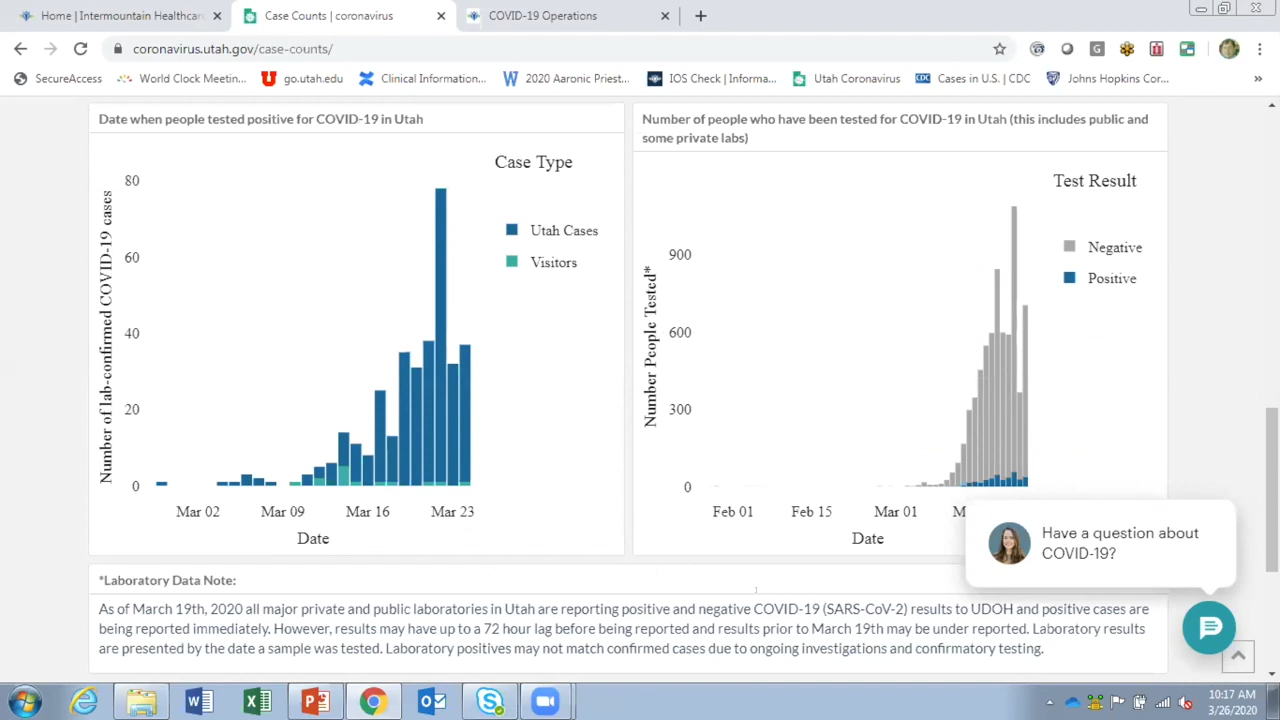 Home | Intermountain Healthcar
Case Counts | coronavirus
COVID-19 Operations
coronavirus.utah.gov/case-counts/
SecureAccess
World Clock Meetin...
go.utah.edu
Clinical Information...
2020 Aaronic Priest...
IOS Check | Informa...
Utah Coronavirus
CDC
Cases in U.S. | CDC
Johns Hopkins Cor...
»
Date when people tested positive for COVID-19 in Utah
Case Type
80
60
40
20
0
Number of lab-confirmed COVID-19 cases
Utah Cases
Visitors
Mar 02
Mar 09
Mar 16
Mar 23
Date
Number of people who have been tested for COVID-19 in Utah (this includes public and
some private labs)
Test Result
900
600
300
0
Number People Tested*
Negative
Positive
Feb 01
Feb 15
Mar 01
M
Date
Have a question about
COVID-19?
*Laboratory Data Note:
As of March 19th, 2020 all major private and public laboratories in Utah are reporting positive and negative COVID-19 (SARS-CoV-2) results to UDOH and positive cases are
being reported immediately. However, results may have up to a 72 hour lag before being reported and results prior to March 19th may be under reported. Laboratory results
are presented by the date a sample was tested. Laboratory positives may not match confirmed cases due to ongoing investigations and confirmatory testing.
10:17 AM
3/26/2020